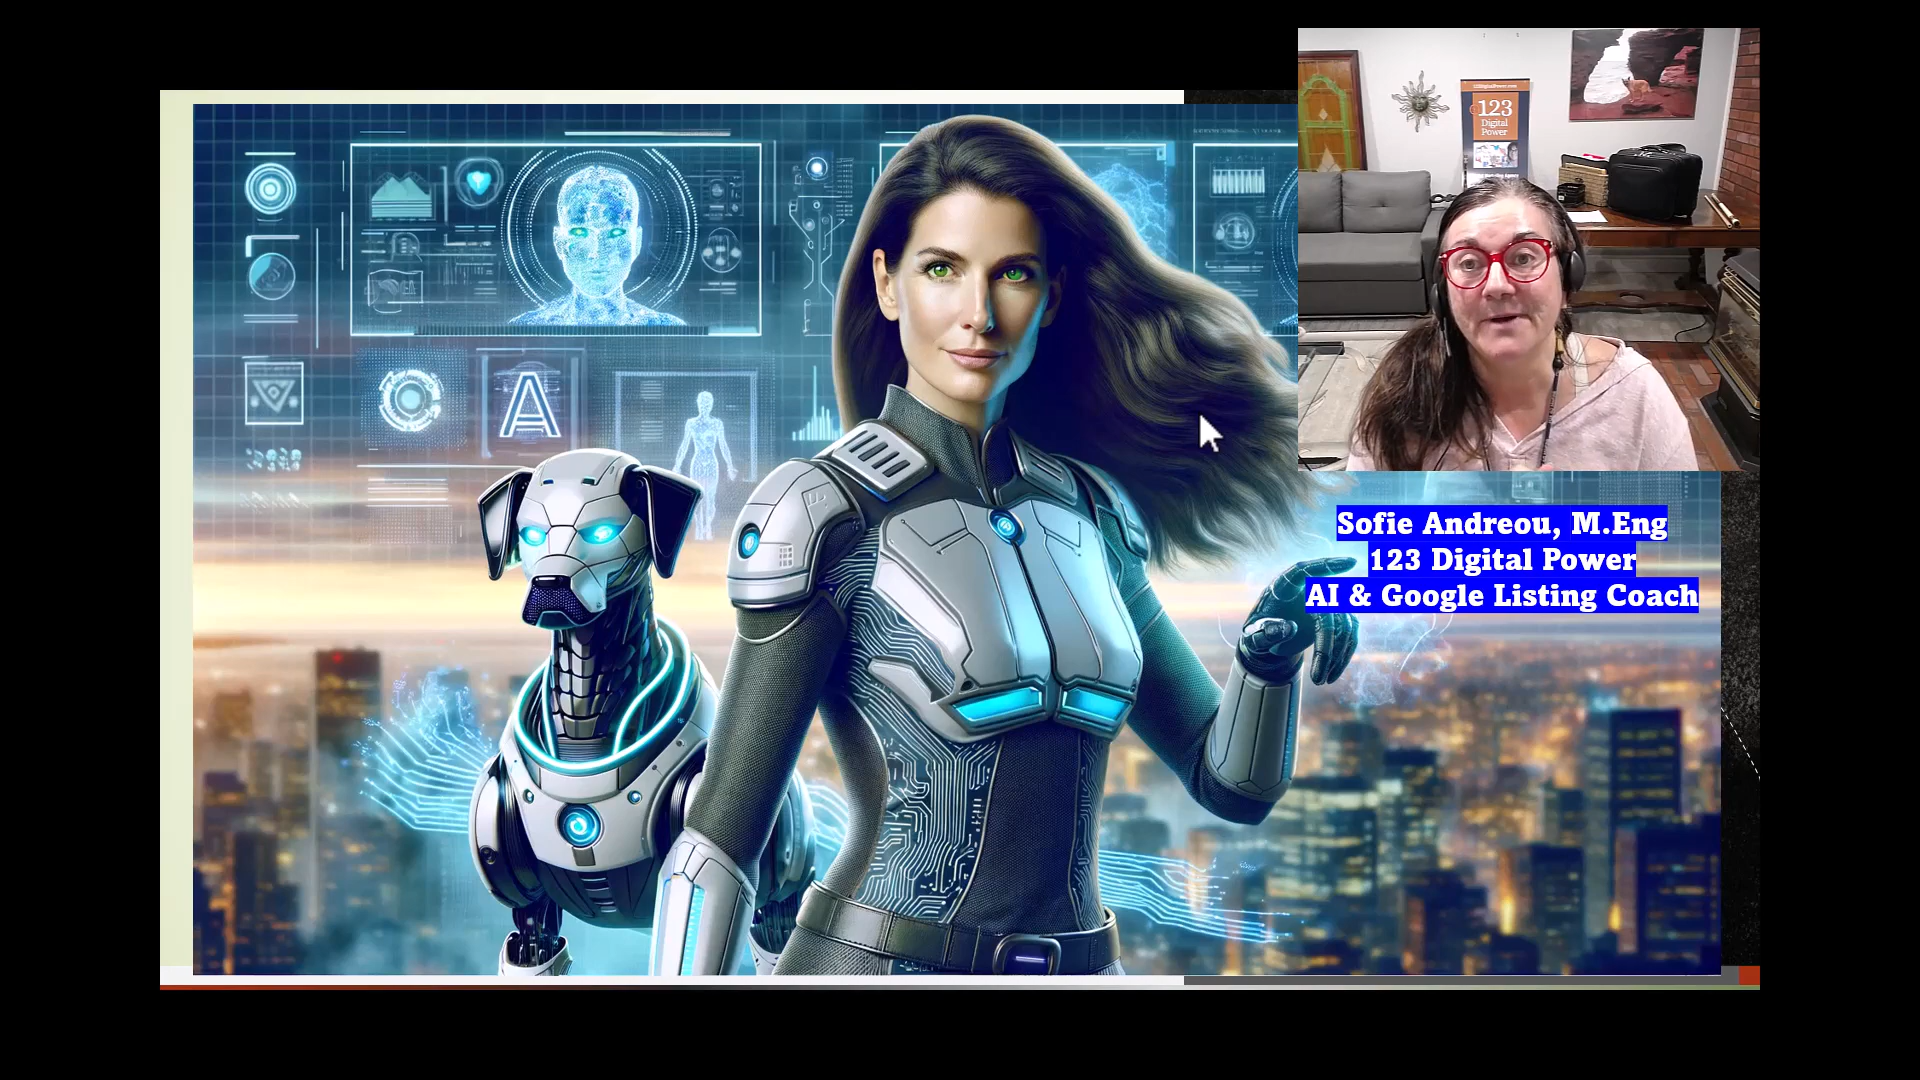 123
Digital
Power
A
Sofie Andreou, M.Eng
123 Digital Power
AI & Google Listing Coach